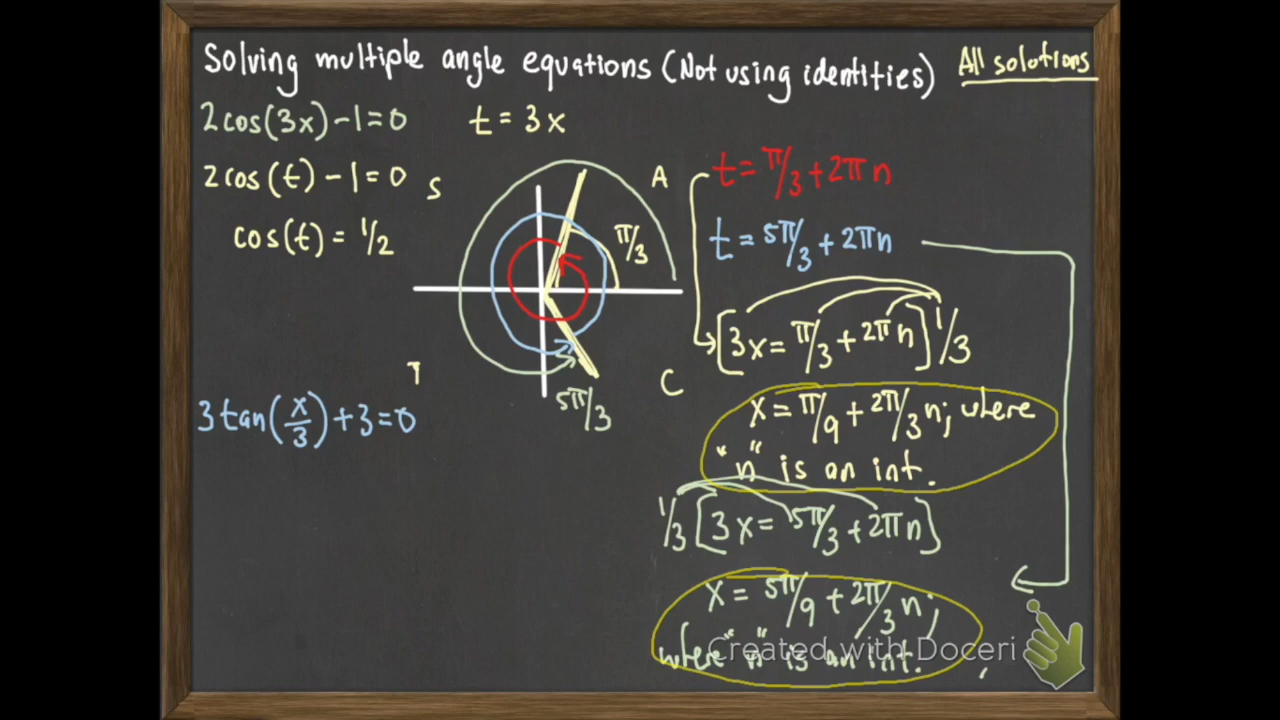 Solving multiple angle equations (Not using identities) All solutions
2cos(3x)-1=0 t=3x
2cos(t)-1=0
cos(t)=1/2
S
A
T
C
π/3
5π/3
t=π/3+2πn
t=5π/3+2πn
[3x=π/3+2πn]1/3
x=π/9+2π/3n; where
"n" is an int.
1/3[3x=5π/3+2πn]
x=5π/9+2π/3n;
where "n" is an int.
3tan(x/3)+3=0
Created with Doceri